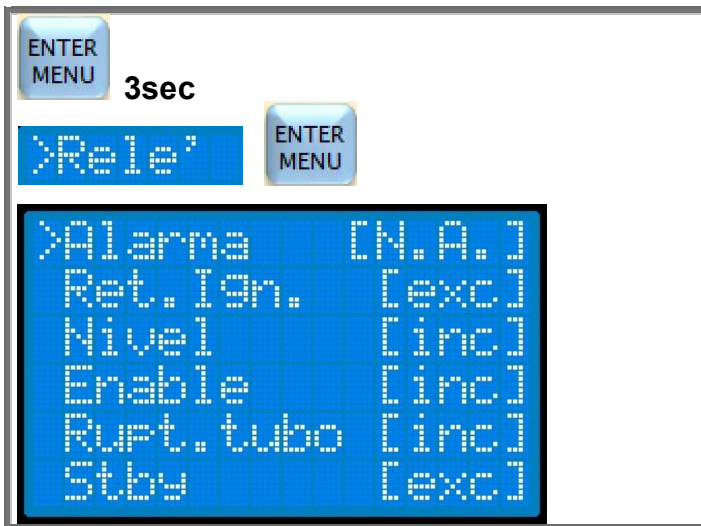 ENTER
MENU 3sec
>Rele' ENTER
MENU
>Alarma [N.A.]
Ret.Ign. [exc]
Nivel [inc]
Enable [inc]
Rupt.tubo [inc]
Stby [exc]